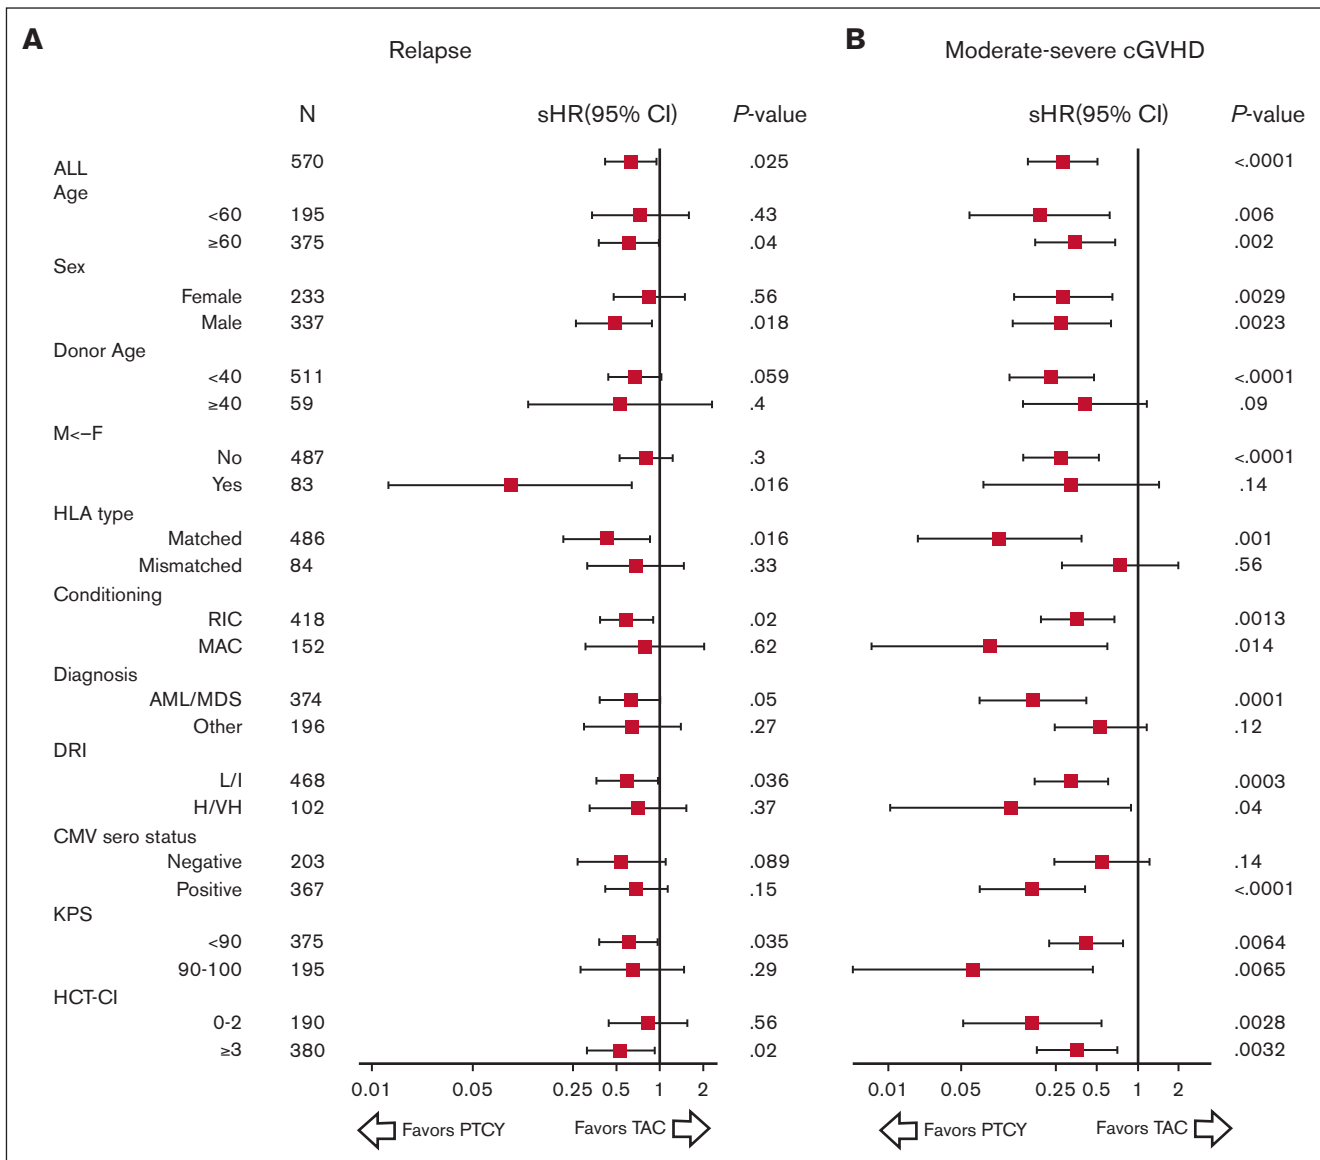 A Relapse B Moderate-severe cGVHD
N sHR(95% CI) P-value sHR(95% CI) P-value
ALL 570 .025 <.0001
Age
<60 195 .43 .006
≥60 375 .04 .002
Sex
Female 233 .56 .0029
Male 337 .018 .0023
Donor Age
<40 511 .059 <.0001
≥40 59 .4 .09
M<–F
No 487 .3 <.0001
Yes 83 .016 .14
HLA type
Matched 486 .016 .001
Mismatched 84 .33 .56
Conditioning
RIC 418 .02 .0013
MAC 152 .62 .014
Diagnosis
AML/MDS 374 .05 .0001
Other 196 .27 .12
DRI
L/I 468 .036 .0003
H/VH 102 .37 .04
CMV sero status
Negative 203 .089 .14
Positive 367 .15 <.0001
KPS
<90 375 .035 .0064
90-100 195 .29 .0065
HCT-CI
0-2 190 .56 .0028
≥3 380 .02 .0032
0.01 0.05 0.25 0.5 1 2 0.01 0.05 0.25 0.5 1 2
Favors PTCY Favors TAC Favors PTCY Favors TAC